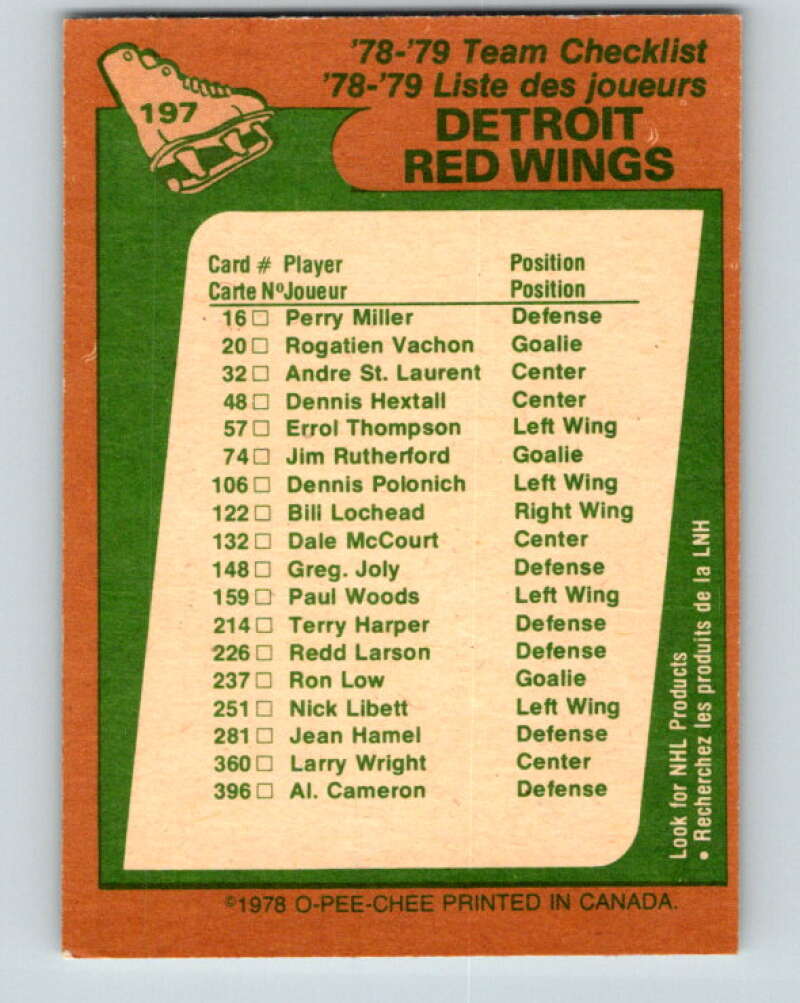 '78-'79 Team Checklist
'78-'79 Liste des joueurs
197
DETROIT
RED WINGS
Card # Player Position
Carte NºJoueur Position
16 □ Perry Miller Defense
20 □ Rogatien Vachon Goalie
32 □ Andre St. Laurent Center
48 □ Dennis Hextall Center
57 □ Errol Thompson Left Wing
74 □ Jim Rutherford Goalie
106 □ Dennis Polonich Left Wing
122 □ Bill Lochead Right Wing
132 □ Dale McCourt Center
148 □ Greg. Joly Defense
159 □ Paul Woods Left Wing
214 □ Terry Harper Defense
226 □ Redd Larson Defense
237 □ Ron Low Goalie
251 □ Nick Libett Left Wing
281 □ Jean Hamel Defense
360 □ Larry Wright Center
396 □ Al. Cameron Defense
Look for NHL Products
• Recherchez les produits de la LNH
©1978 O-PEE-CHEE PRINTED IN CANADA.